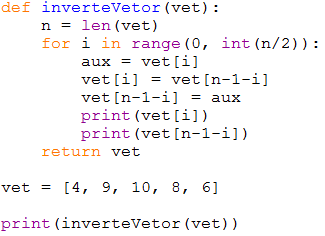 def inverteVetor(vet):
    n = len(vet)
    for i in range(0, int(n/2)):
        aux = vet[i]
        vet[i] = vet[n-1-i]
        vet[n-1-i] = aux
        print(vet[i])
        print(vet[n-1-i])
    return vet

vet = [4, 9, 10, 8, 6]

print(inverteVetor(vet))